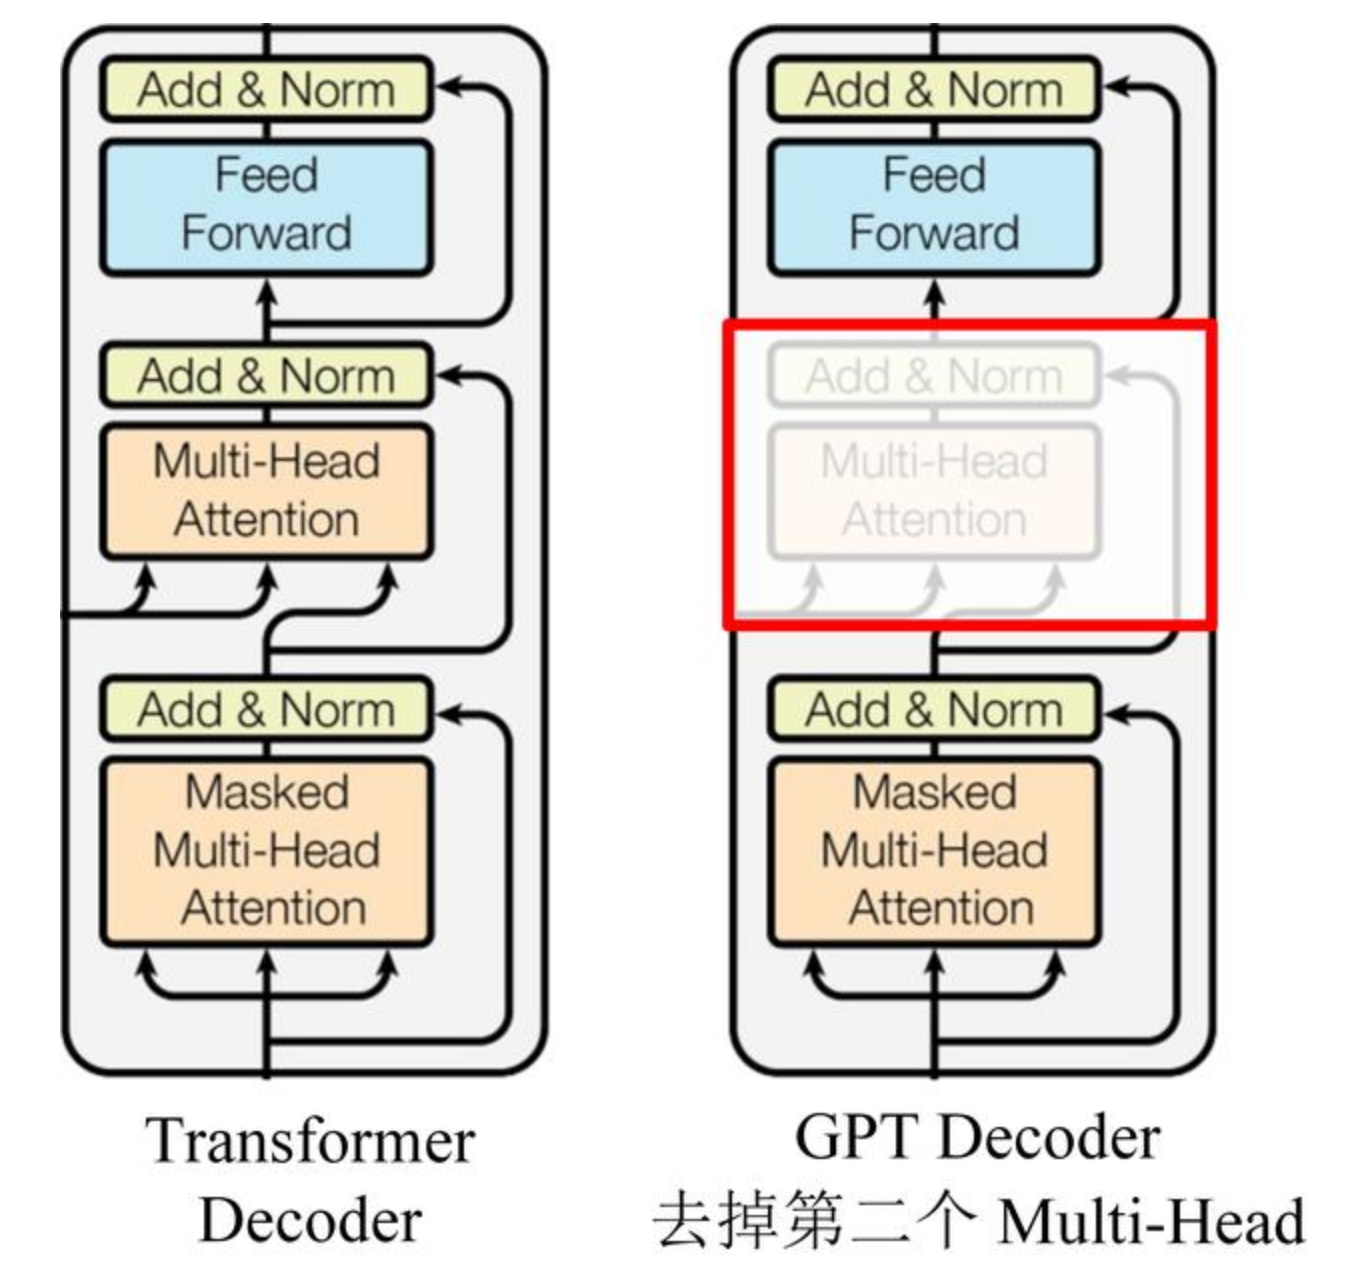 Add & Norm
Feed
Forward
Add & Norm
Multi-Head
Attention
Add & Norm
Masked
Multi-Head
Attention
Transformer
Decoder
Add & Norm
Feed
Forward
Add & Norm
Multi-Head
Attention
Add & Norm
Masked
Multi-Head
Attention
GPT Decoder
去掉第二个 Multi-Head